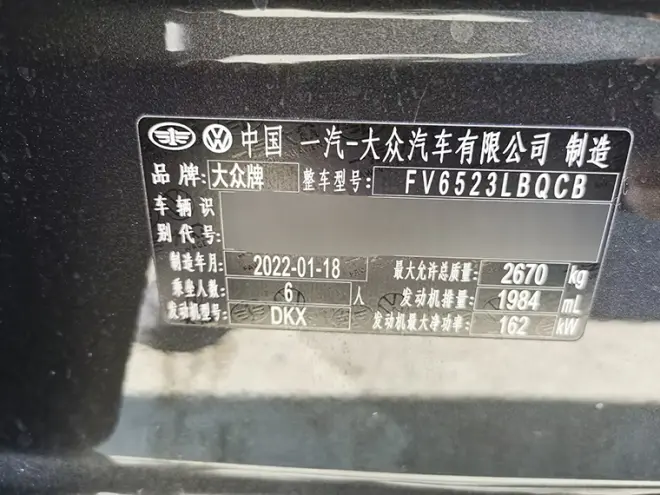 中国 一汽-大众汽车有限公司 制造
品牌: 大众牌 整车型号: FV6523LBQCB
车辆识
别代号:
制造年月: 2022-01-18 最大允许总质量: 2670 kg
乘坐人数: 6 人 发动机排量: 1984 mL
发动机型号: DKX 发动机最大净功率: 162 kW